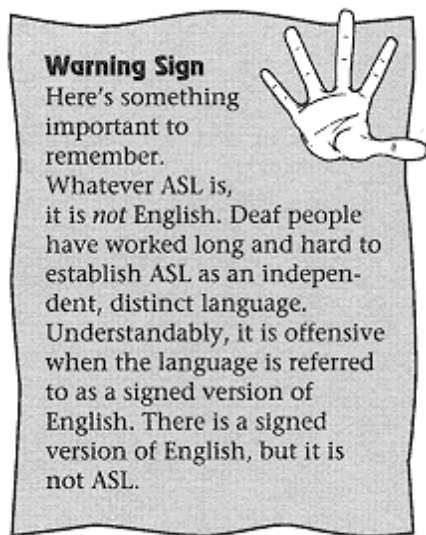 Warning Sign
Here's something
important to
remember.
Whatever ASL is,
it is not English. Deaf people
have worked long and hard to
establish ASL as an indepen-
dent, distinct language.
Understandably, it is offensive
when the language is referred
to as a signed version of
English. There is a signed
version of English, but it is
not ASL.